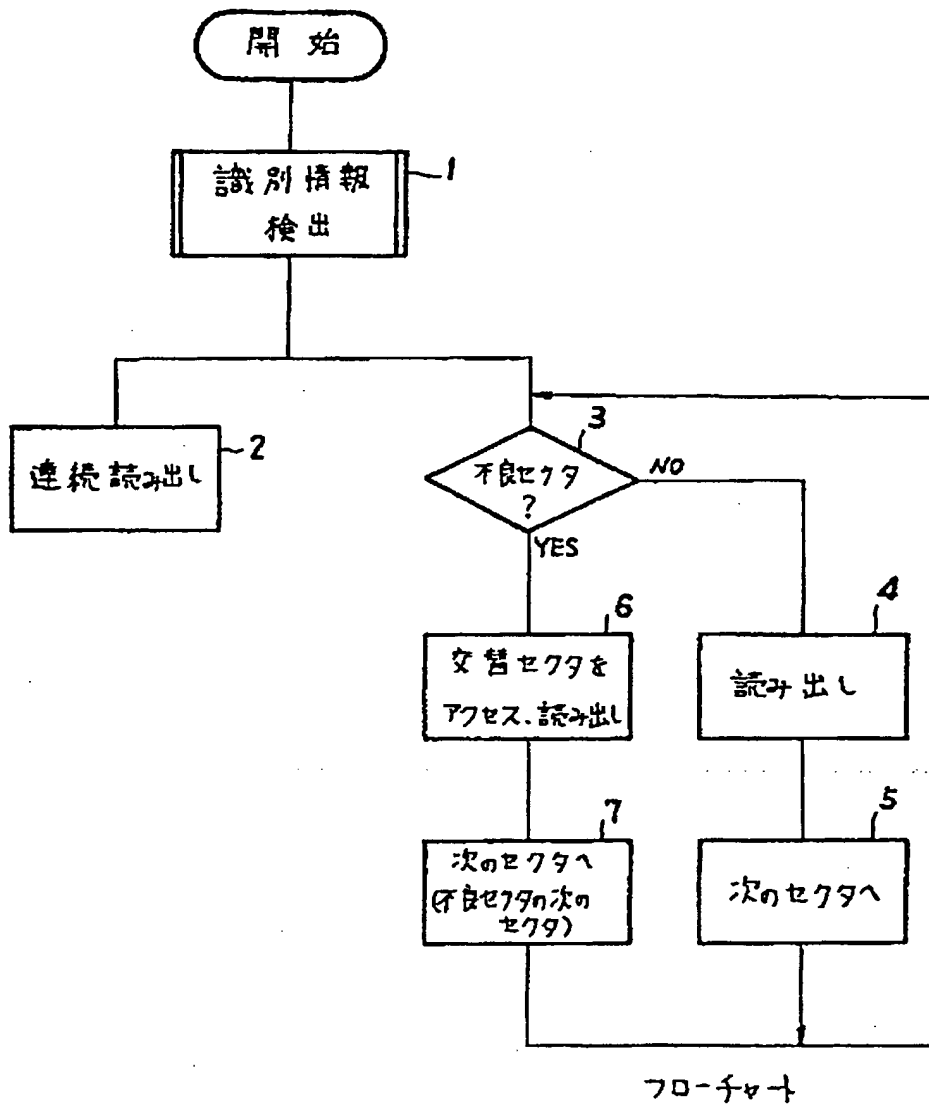 開始
識別情報
検出
1
連続読み出し
2
3
不良セクタ
?
NO
YES
6
交替セクタを
アクセス、読み出し
4
読み出し
7
次のセクタへ
(不良セクタの次の
セクタ)
5
次のセクタへ
フローチャート